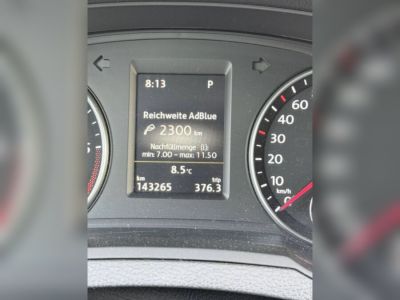 8:13 P
Reichweite AdBlue
2300 km
Nachfüllmenge (l):
min: 7.00 – max: 11.50
8.5°C
km trip
143265 376.3
60
40
30
20
10
km/h
0